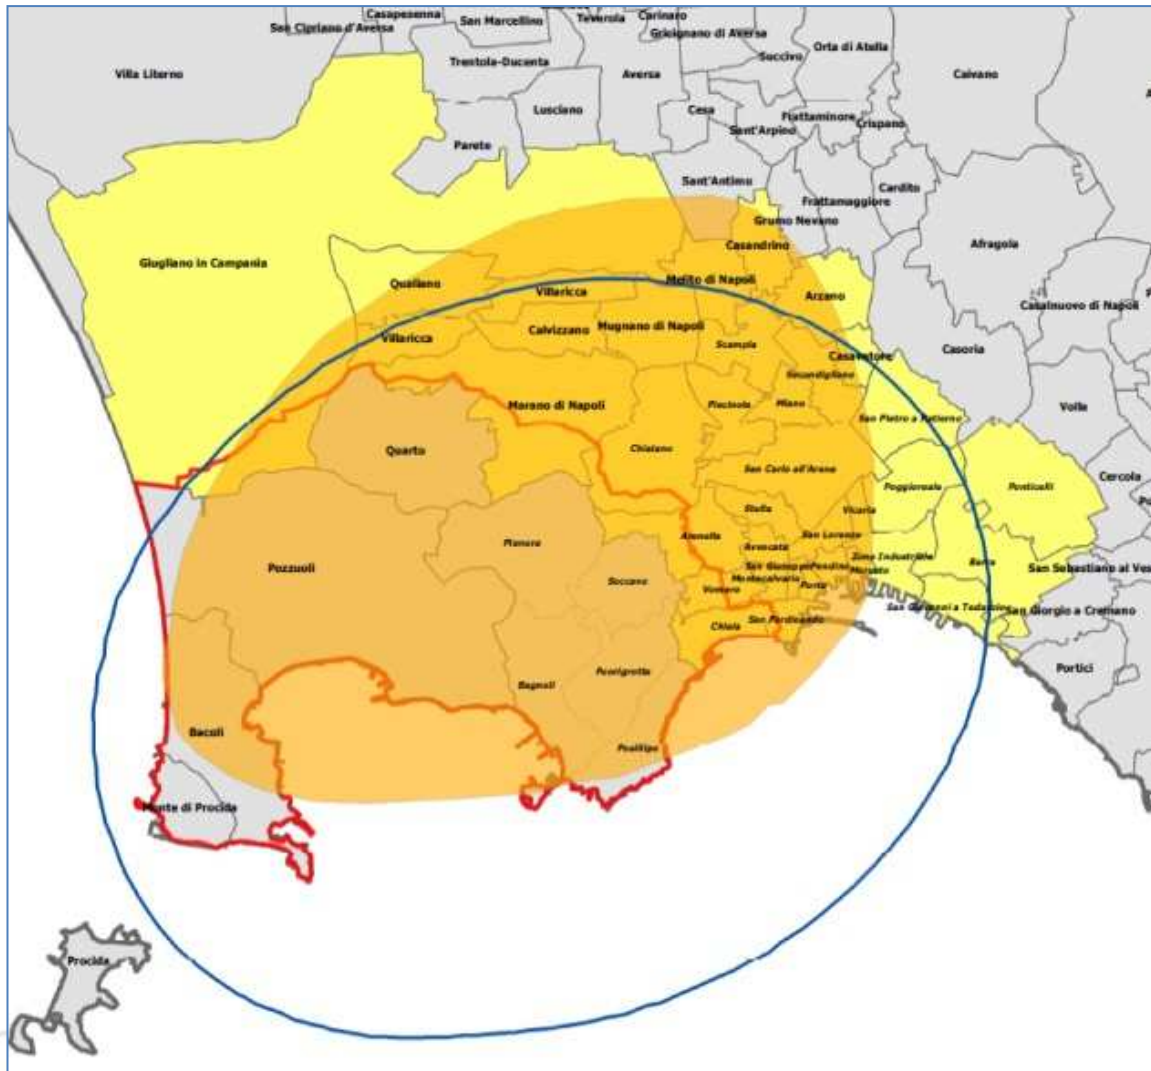 Casapesenna
San Marcellino
Teverola
Carinaro
San Cipriano d'Aversa
Gricignano di Aversa
Orta di Atella
Succivo
Trentola-Ducenta
Villa Literno
Aversa
Caivano
Lusciano
Cesa
Frattaminore
Crispano
Sant'Arpino
Parete
Sant'Antimo
Cardito
Frattamaggiore
Grumo Nevano
Afragola
Casandrino
Giugliano in Campania
Melito di Napoli
Qualiano
Villaricca
Arzano
Casalnuovo di Napoli
Calvizzano
Mugnano di Napoli
Villaricca
Scampia
Casoria
Casavatore
Secondigliano
Marano di Napoli
Piscinola
Miano
Volla
San Pietro a Patierno
Quarto
Chiaiano
San Carlo all'Arena
Cercola
Poggioreale
Ponticelli
Stella
Vicaria
Pianura
Arenella
San Lorenzo
Avvocata
Zona Industriale
Pozzuoli
San Giuseppe
Pendino
Mercato
Barra
San Sebastiano al Ves
Soccavo
Montecalvario
Vomero
Porto
San Giovanni a Teduccio
San Giorgio a Cremano
Chiaia
San Ferdinando
Fuorigrotta
Portici
Bagnoli
Bacoli
Posillipo
Monte di Procida
Procida